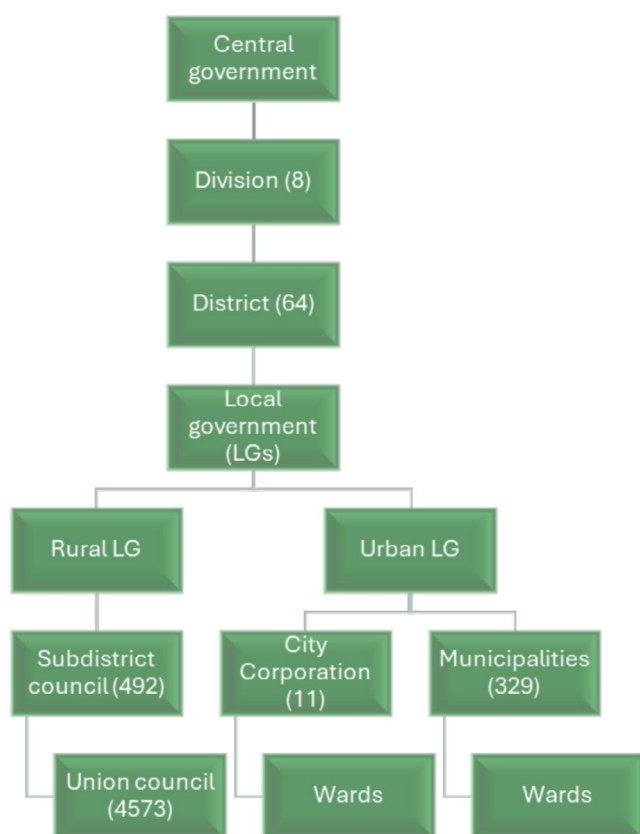 Central
government
Division (8)
District (64)
Local
government
(LGs)
Rural LG
Urban LG
Subdistrict
council (492)
City
Corporation
(11)
Municipalities
(329)
Union council
(4573)
Wards
Wards